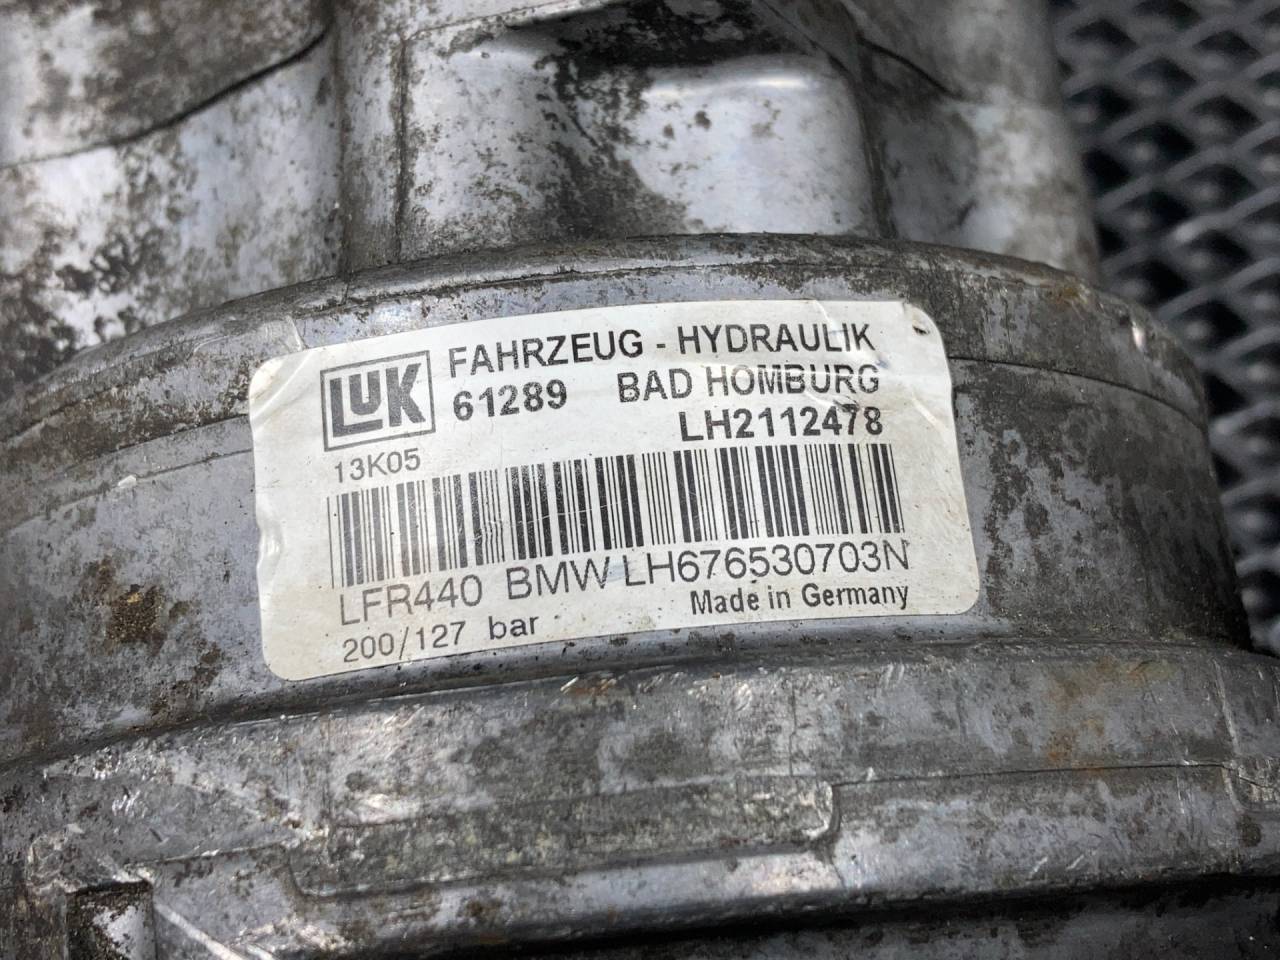 LUK
FAHRZEUG - HYDRAULIK
61289 BAD HOMBURG
LH2112478
13K05
LFR440 BMW LH676530703N
Made in Germany
200/127 bar